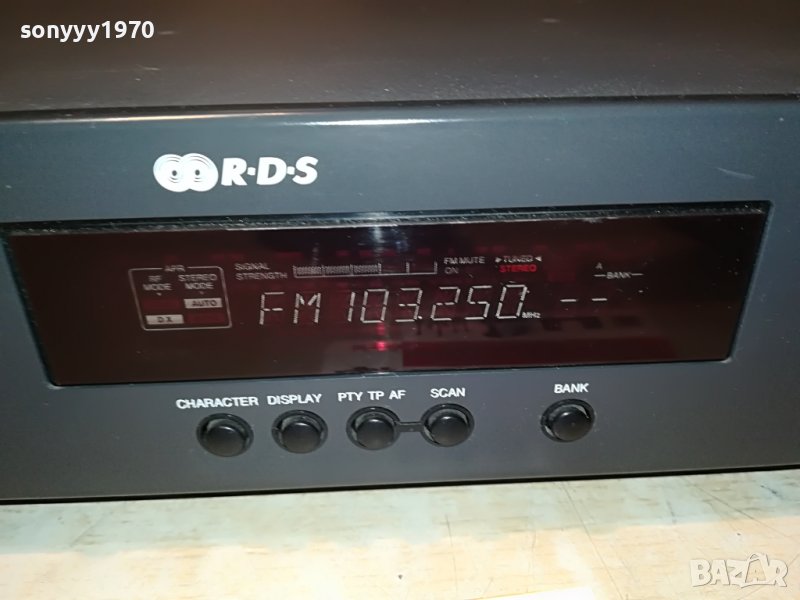 sonyyy1970
R·D·S
AFR
RF MODE
STEREO MODE
AUTO
DX
SIGNAL STRENGTH
FM MUTE ON
TUNED
STEREO
A
BANK
FM 103.250 MHz --
CHARACTER DISPLAY PTY TP AF SCAN BANK
BAZAR